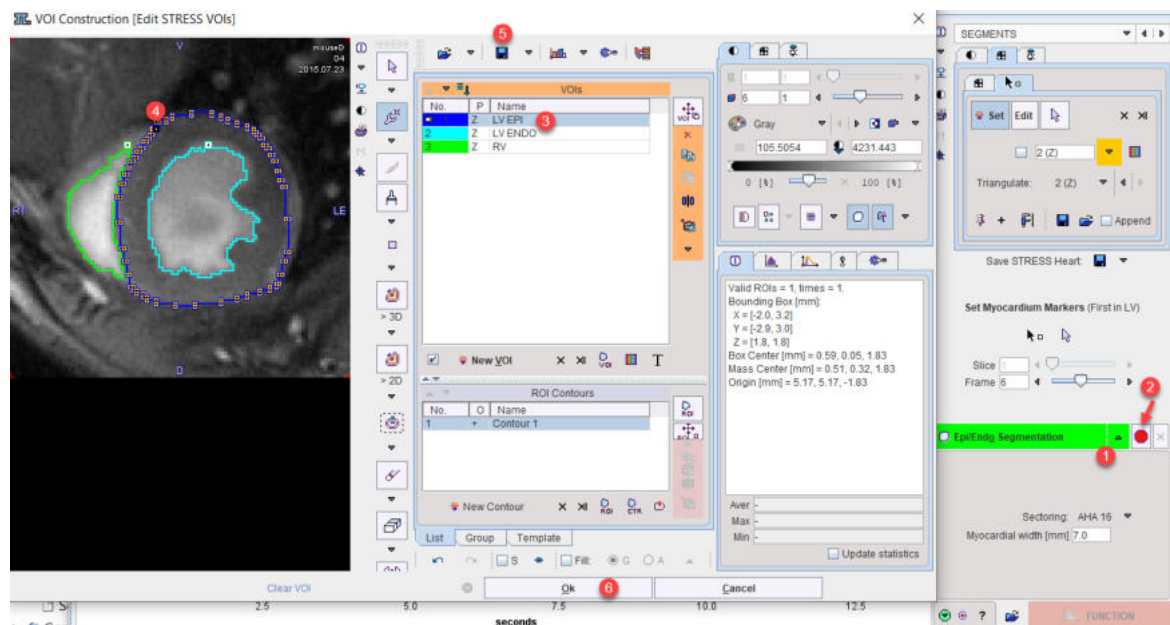 VOI Construction [Edit STRESS VOIs]
5
V
mouseD
04
2015.07.23
4
RI
LE
D
> 3D
> 2D
VOIs
No. P Name
Z LV EPI 3
2 Z LV ENDO
3 Z RV
VOI
New VOI
VOI
T
ROI Contours
No. O Name
1 + Contour 1
ROI
New Contour
ROI
CTR
List Group Template
S Fill: G A
Clear VOI
Ok 6
Cancel
1 1
6 1
Gray
105.5054 4231.443
0 [%] 100 [%]
Valid ROIs = 1, times = 1.
Bounding Box [mm]:
X = [-2.0, 3.2]
Y = [-2.9, 3.0]
Z = [1.8, 1.8]
Box Center [mm] = 0.59, 0.05, 1.83
Mass Center [mm] = 0.51, 0.32, 1.83
Origin [mm] = 5.17, 5.17, -1.83
Aver -
Max -
Min -
Update statistics
SEGMENTS
Set Edit
2 (Z)
Triangulate: 2 (Z)
Append
Save STRESS Heart:
Set Myocardium Markers (First in LV)
Slice 1
Frame 6
2
Epi/Endo Segmentation
1
Sectoring: AHA 16
Myocardial width [mm] 7.0
2.5 5.0 7.5 10.0 12.5
seconds
? FUNCTION